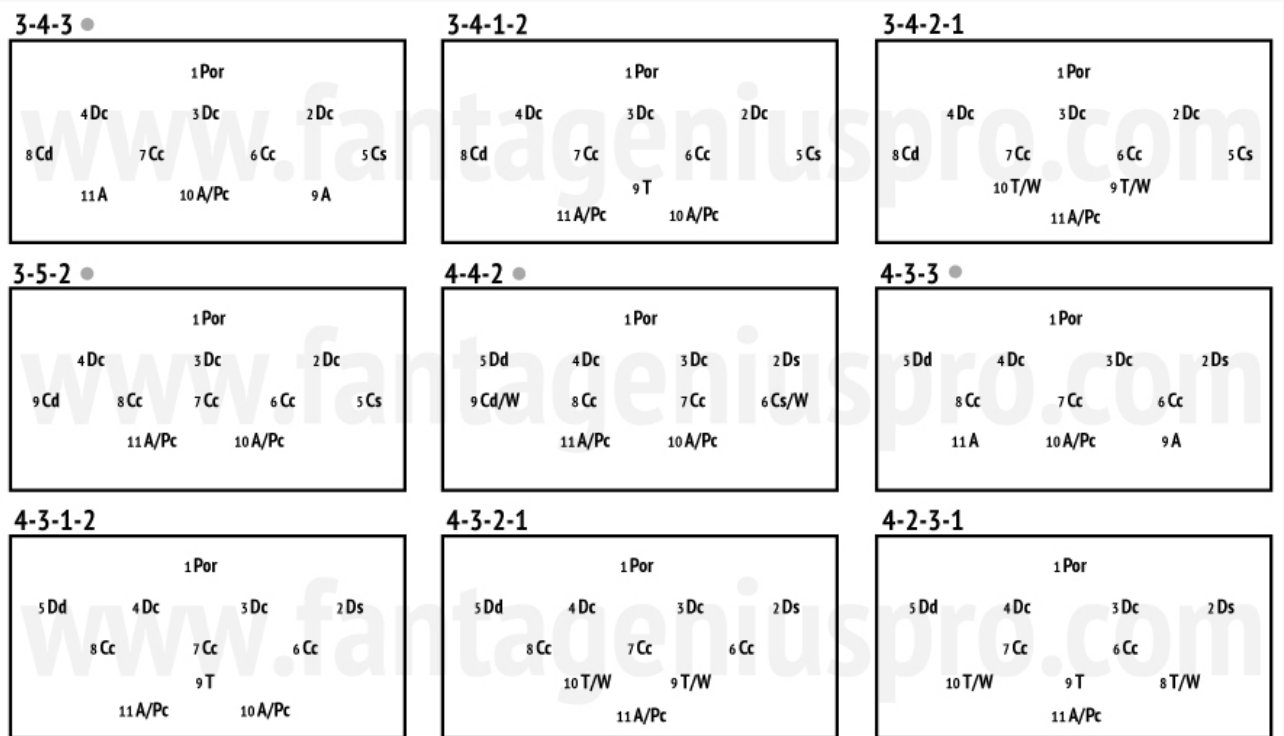 3-4-3 3-4-1-2 3-4-2-1
1 Por 1 Por 1 Por
4 Dc 3 Dc 2 Dc 4 Dc 3 Dc 2 Dc 4 Dc 3 Dc 2 Dc
8 Cd 7 Cc 6 Cc 5 Cs 8 Cd 7 Cc 6 Cc 5 Cs 8 Cd 7 Cc 6 Cc 5 Cs
11 A 10 A/Pc 9 A 9 T 10 T/W 9 T/W
11 A/Pc 10 A/Pc 11 A/Pc
www.fantageniuspro.com
3-5-2 4-4-2 4-3-3
1 Por 1 Por 1 Por
4 Dc 3 Dc 2 Dc 5 Dd 4 Dc 3 Dc 2 Ds 5 Dd 4 Dc 3 Dc 2 Ds
9 Cd 8 Cc 7 Cc 6 Cc 5 Cs 9 Cd/W 8 Cc 7 Cc 6 Cs/W 8 Cc 7 Cc 6 Cc
11 A/Pc 10 A/Pc 11 A/Pc 10 A/Pc 11 A 10 A/Pc 9 A
www.fantageniuspro.com
4-3-1-2 4-3-2-1 4-2-3-1
1 Por 1 Por 1 Por
5 Dd 4 Dc 3 Dc 2 Ds 5 Dd 4 Dc 3 Dc 2 Ds 5 Dd 4 Dc 3 Dc 2 Ds
8 Cc 7 Cc 6 Cc 8 Cc 7 Cc 6 Cc 7 Cc 6 Cc
9 T 10 T/W 9 T/W 10 T/W 9 T 8 T/W
11 A/Pc 10 A/Pc 11 A/Pc 11 A/Pc
www.fantageniuspro.com